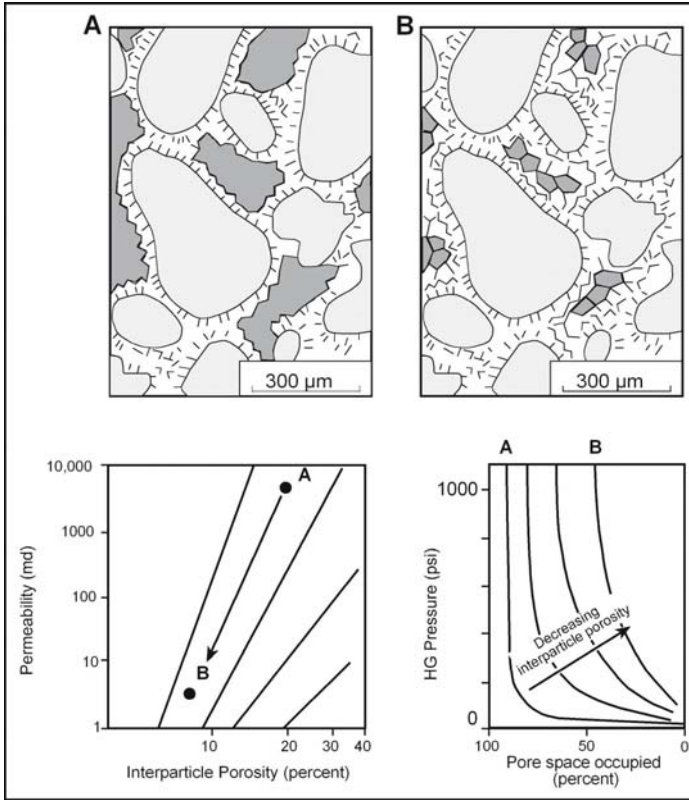 A
B
300 µm
300 µm
10,000
1000
100
10
1
Permeability (md)
A
B
10
20
30
40
Interparticle Porosity (percent)
A
B
1000
0
HG Pressure (psi)
Decreasing
interparticle porosity
100
50
0
Pore space occupied
(percent)